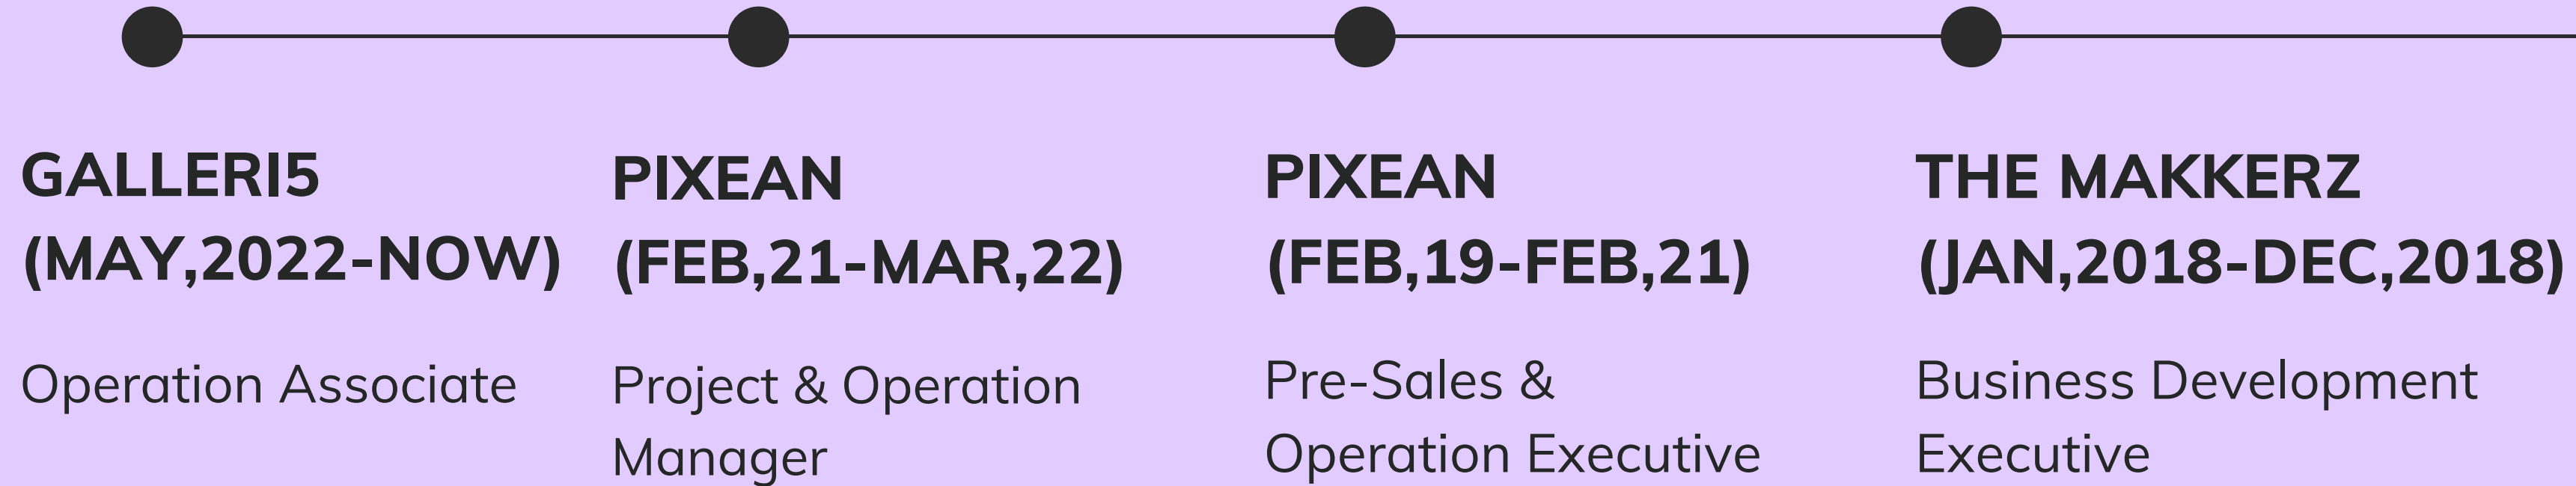 GALLERI5
(MAY,2022-NOW)
Operation Associate
PIXEAN
(FEB,21-MAR,22)
Project & Operation
Manager
PIXEAN
(FEB,19-FEB,21)
Pre-Sales &
Operation Executive
THE MAKKERZ
(JAN,2018-DEC,2018)
Business Development
Executive